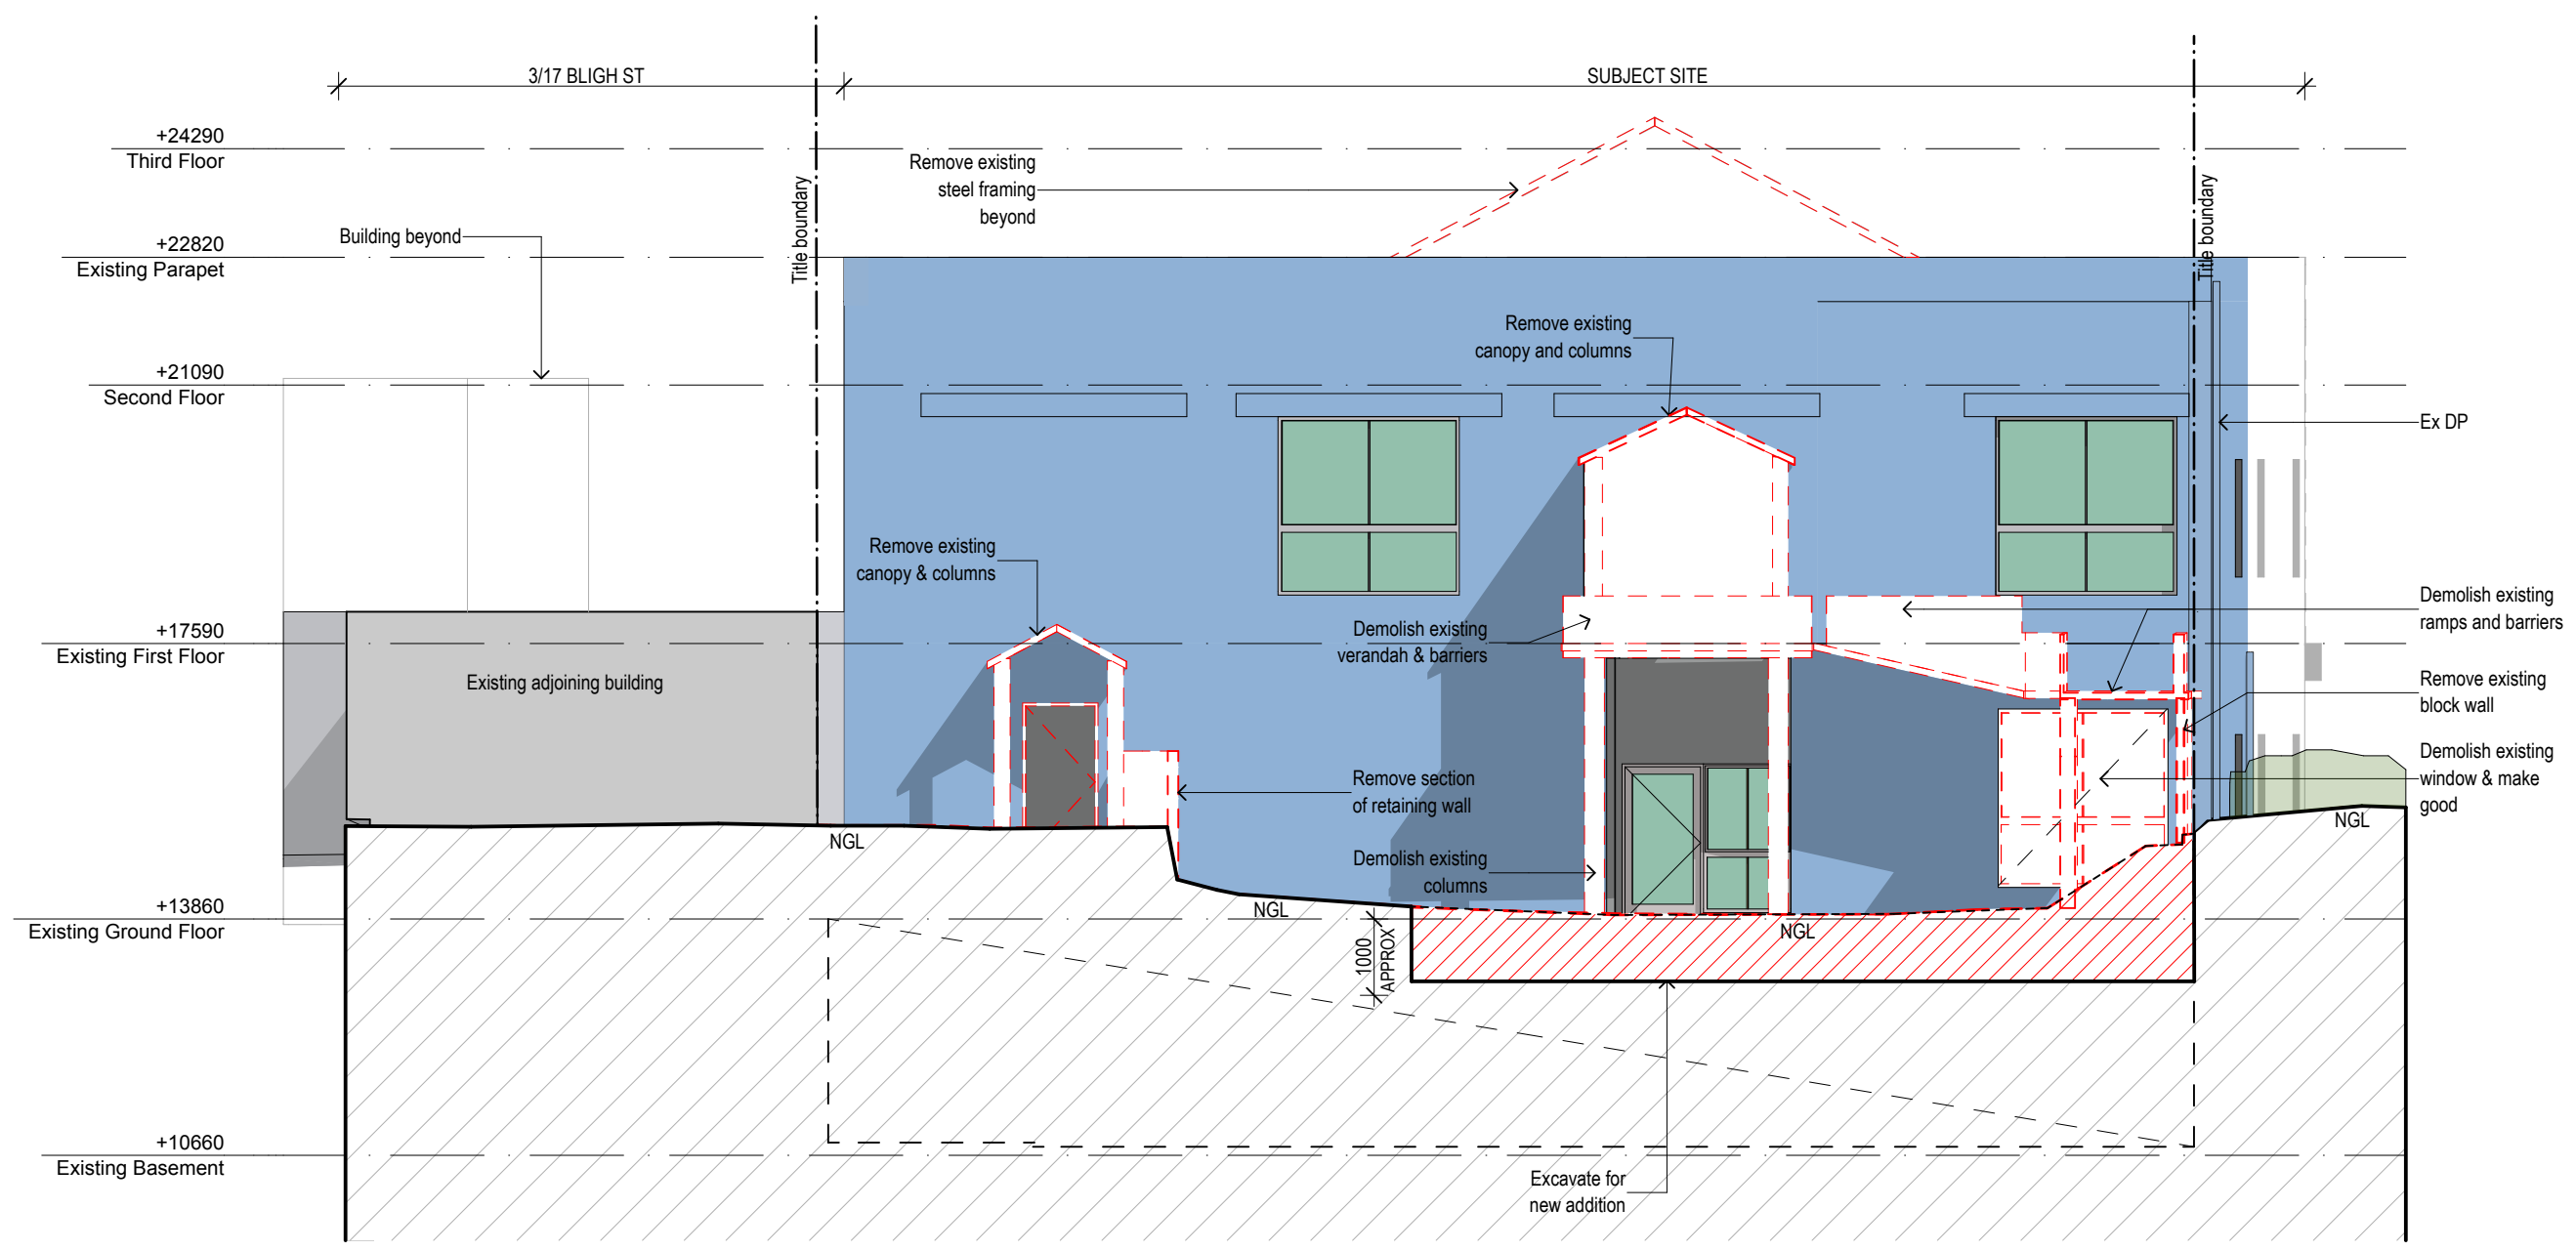 3/17 BLIGH ST
SUBJECT SITE
+24290
Third Floor
Remove existing
steel framing
beyond
Title boundary
Title boundary
Building beyond
+22820
Existing Parapet
Remove existing
canopy and columns
+21090
Second Floor
Ex DP
Remove existing
canopy & columns
Demolish existing
ramps and barriers
+17590
Existing First Floor
Demolish existing
verandah & barriers
Existing adjoining building
Remove existing
block wall
Remove section
of retaining wall
Demolish existing
window & make
good
NGL
NGL
Demolish existing
columns
+13860
Existing Ground Floor
NGL
NGL
1000
APPROX
+10660
Existing Basement
Excavate for
new addition